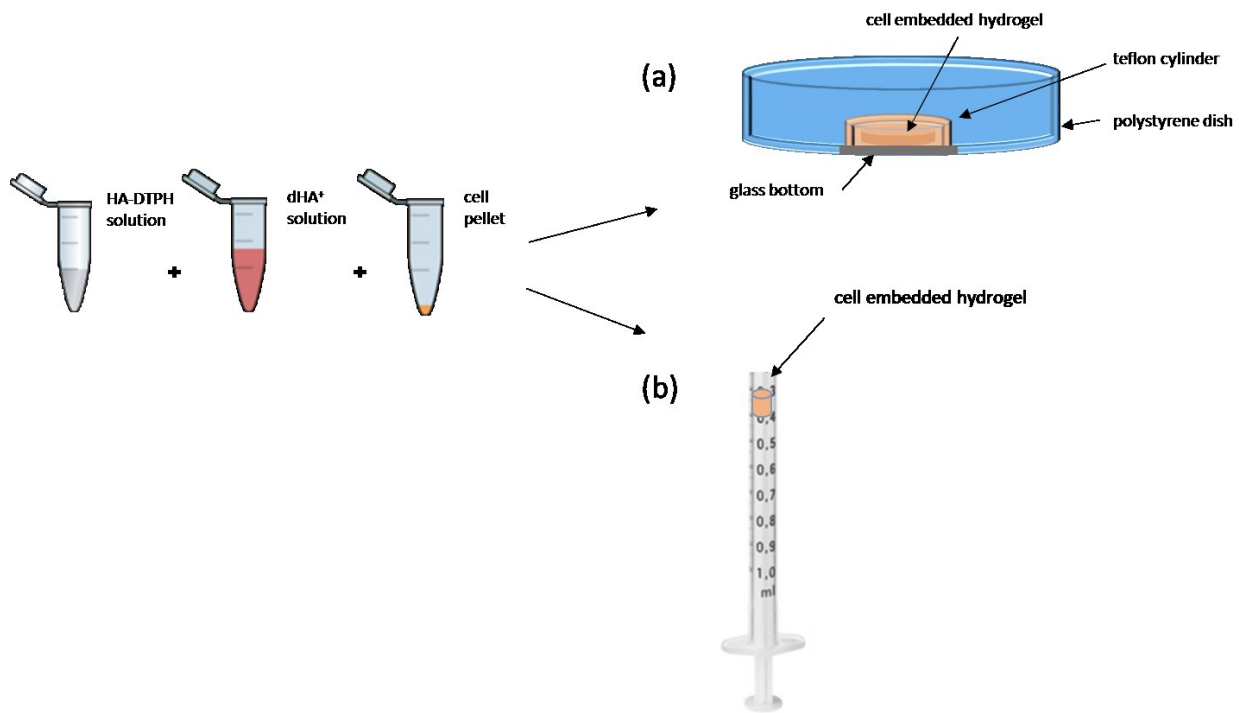 cell embedded hydrogel
(a)
teflon cylinder
polystyrene dish
glass bottom
HA-DTPH
solution
+
dHA⁺
solution
+
cell
pellet
cell embedded hydrogel
(b)
0,4
0,5
0,6
0,7
0,8
0,9
1,0
ml